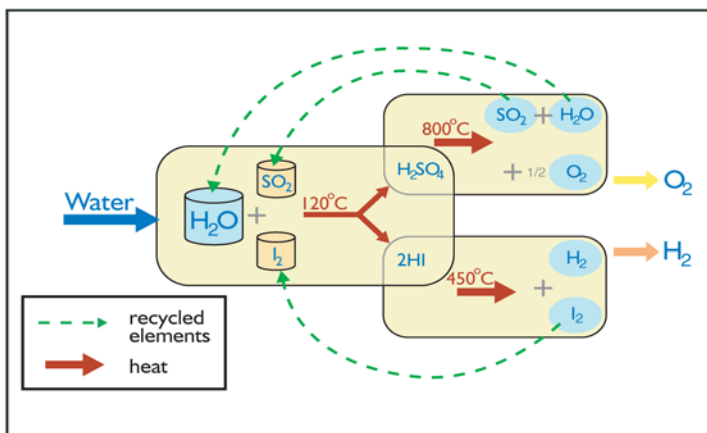 SO₂ + H₂O
800°C
H₂SO₄
+ 1/2 O₂
O₂
SO₂
Water
H₂O
+
120°C
I₂
2HI
450°C
H₂
+
H₂
I₂
recycled
elements
heat